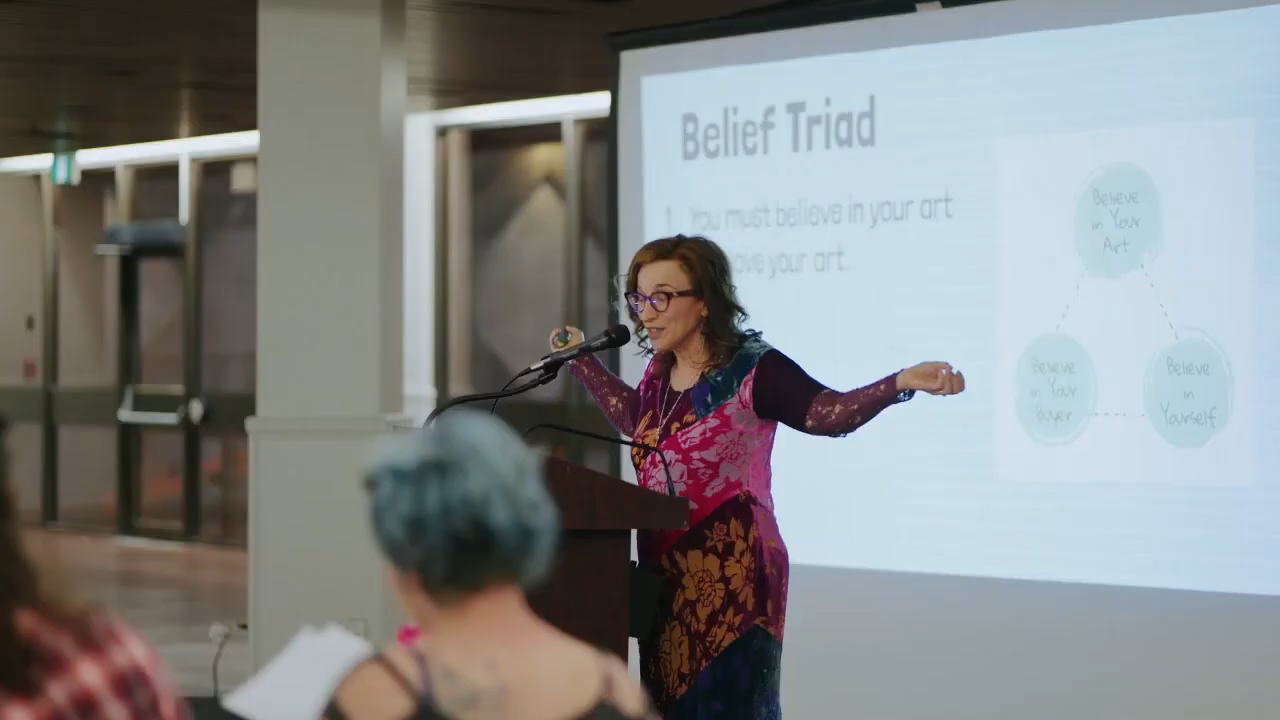 Belief Triad
1. You must believe in your art
your art.
Believe
in Your
Art
Believe
in Your
Buyer
Believe
in
Yourself